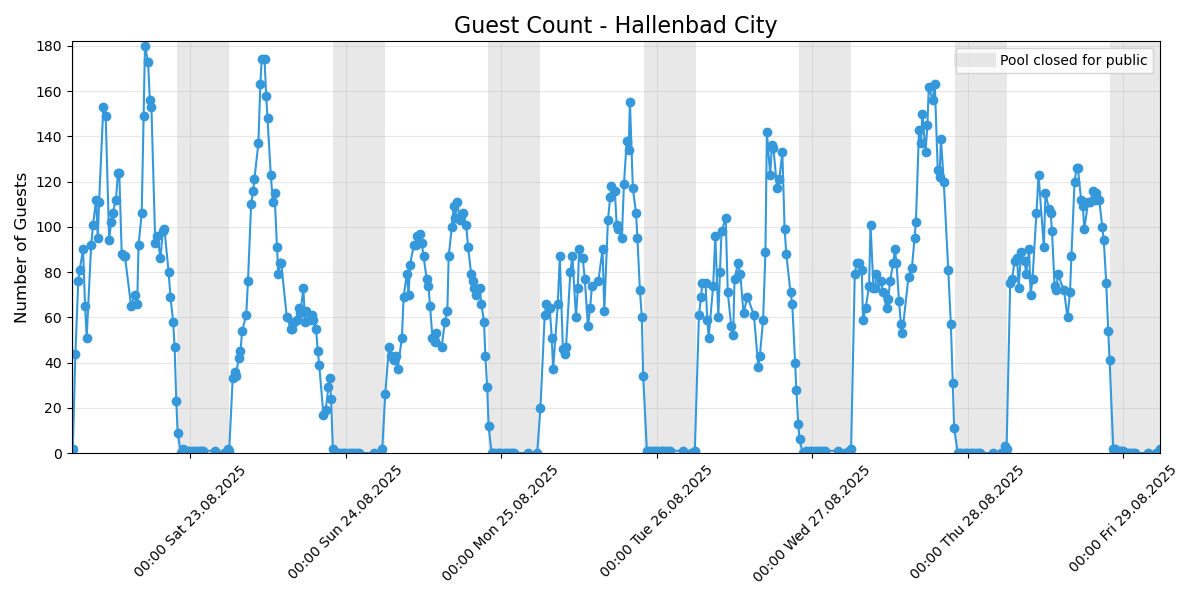 Guest Count - Hallenbad City
Pool closed for public
Number of Guests
180
160
140
120
100
80
60
40
20
0
00:00 Sat 23.08.2025
00:00 Sun 24.08.2025
00:00 Mon 25.08.2025
00:00 Tue 26.08.2025
00:00 Wed 27.08.2025
00:00 Thu 28.08.2025
00:00 Fri 29.08.2025